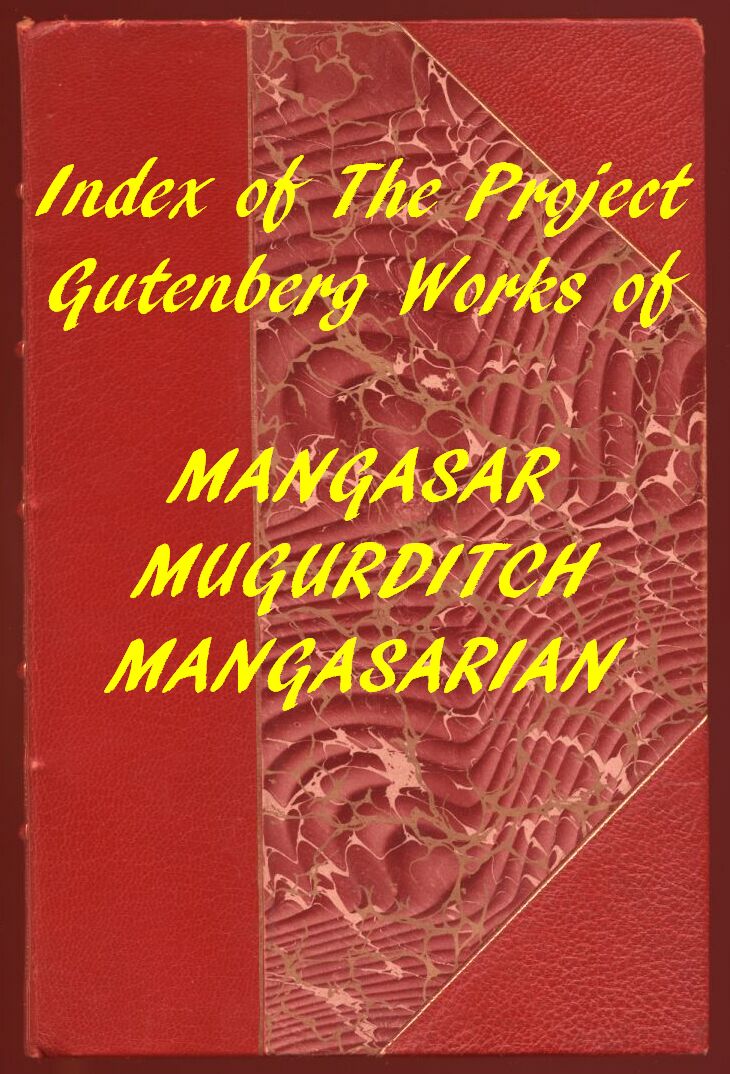 Index of The Project
Gutenberg Works of
MANGASAR
MUGURDITCH
MANGASARIAN